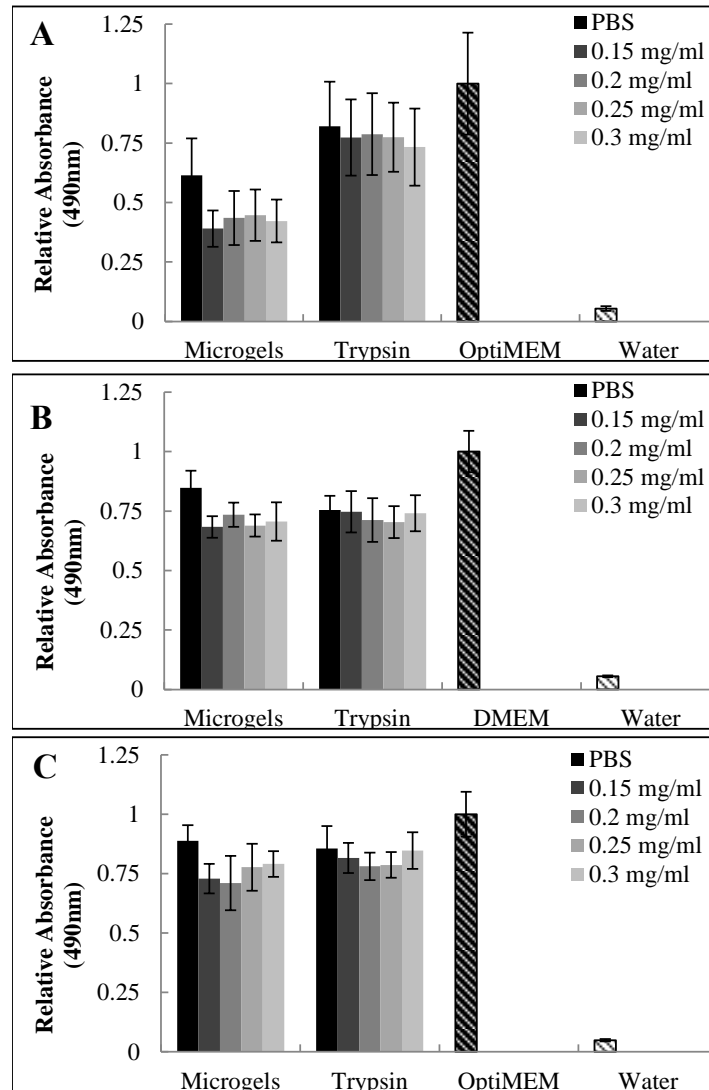 A
Relative Absorbance
(490nm)
1.25
1
0.75
0.5
0.25
0
PBS
0.15 mg/ml
0.2 mg/ml
0.25 mg/ml
0.3 mg/ml
Microgels Trypsin OptiMEM Water
B
Relative Absorbance
(490nm)
1.25
1
0.75
0.5
0.25
0
PBS
0.15 mg/ml
0.2 mg/ml
0.25 mg/ml
0.3 mg/ml
Microgels Trypsin DMEM Water
C
Relative Absorbance
(490nm)
1.25
1
0.75
0.5
0.25
0
PBS
0.15 mg/ml
0.2 mg/ml
0.25 mg/ml
0.3 mg/ml
Microgels Trypsin OptiMEM Water